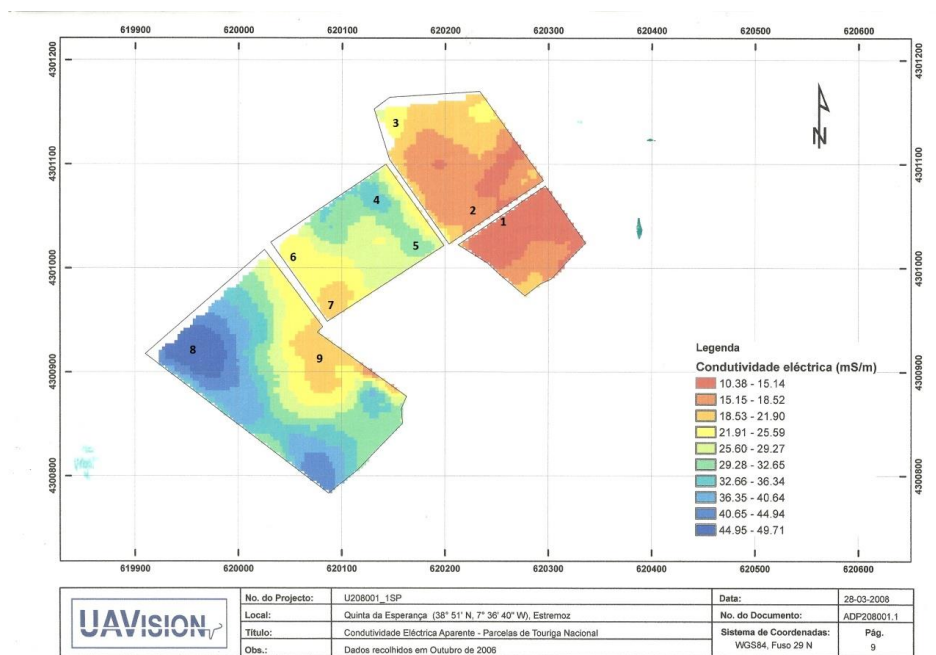 619900 620000 620100 620200 620300 620400 620500 620600
4301200 4301200
4301100 4301100
4301000 4301000
4300900 4300900
4300800 4300800
N
3
4
2
1
5
6
7
8
9
Legenda
Condutividade eléctrica (mS/m)
10.38 - 15.14
15.15 - 18.52
18.53 - 21.90
21.91 - 25.59
25.60 - 29.27
29.28 - 32.65
32.66 - 36.34
36.35 - 40.64
40.65 - 44.94
44.95 - 49.71
619900 620000 620100 620200 620300 620400 620500 620600
UAVISION
No. do Projecto: U208001_1SP
Local: Quinta da Esperança (38° 51' N, 7° 36' 40" W), Estremoz
Titulo: Condutividade Eléctrica Aparente - Parcelas de Touriga Nacional
Obs.: Dados recolhidos em Outubro de 2006
Data: 28-03-2008
No. do Documento: ADP208001.1
Sistema de Coordenadas: Pág.
WGS84, Fuso 29 N 9